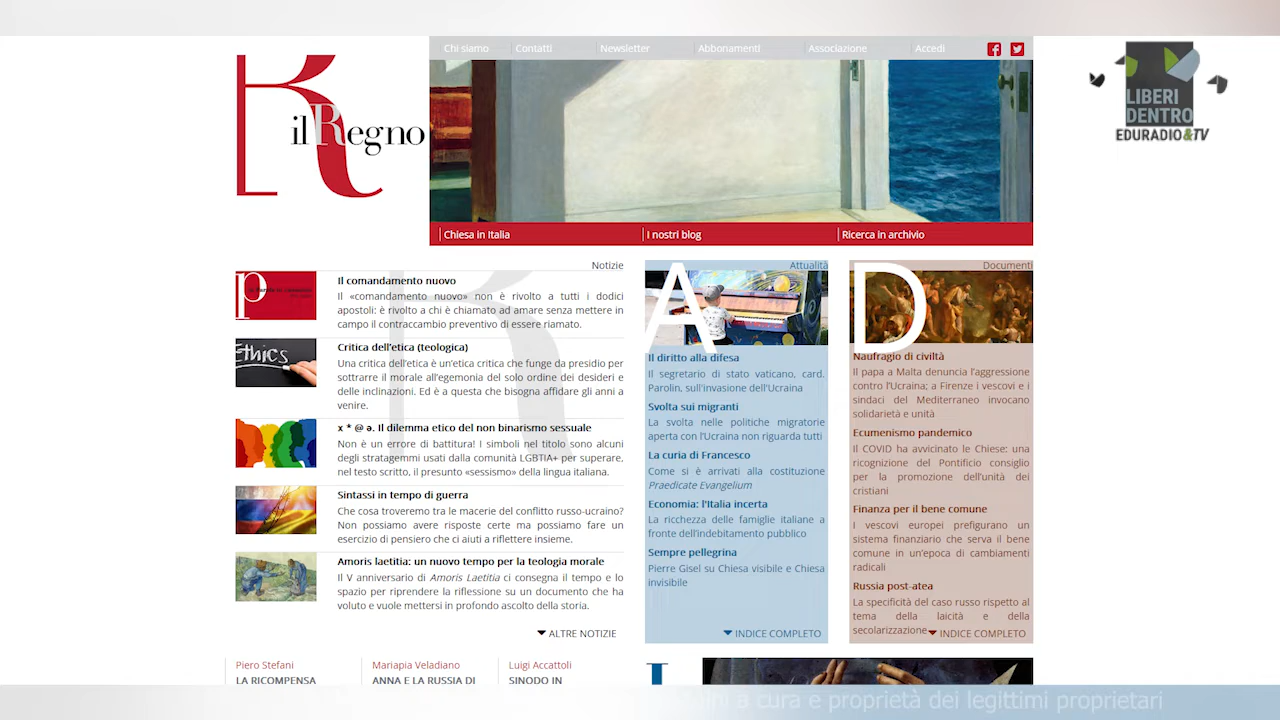 Chi siamo
Contatti
Newsletter
Abbonamenti
Associazione
Accedi
il Regno
LIBERI
DENTRO
EDURADIO&TV
Chiesa in Italia
I nostri blog
Ricerca in archivio
Notizie
Il comandamento nuovo
Il «comandamento nuovo» non è rivolto a tutti i dodici
apostoli: è rivolto a chi è chiamato ad amare senza mettere in
campo il contraccambio preventivo di essere riamato.
Ethics
Critica dell'etica (teologica)
Una critica dell'etica è un'etica critica che funge da presidio per
sottrarre il morale all'egemonia del solo ordine dei desideri e
delle inclinazioni. Ed è a questa che bisogna affidare gli anni a
venire.
x * @ ə. Il dilemma etico del non binarismo sessuale
Non è un errore di battitura! I simboli nel titolo sono alcuni
degli stratagemmi usati dalla comunità LGBTIA+ per superare,
nel testo scritto, il presunto «sessismo» della lingua italiana.
Sintassi in tempo di guerra
Che cosa troveremo tra le macerie del conflitto russo-ucraino?
Non possiamo avere risposte certe ma possiamo fare un
esercizio di pensiero che ci aiuti a riflettere insieme.
Amoris laetitia: un nuovo tempo per la teologia morale
Il V anniversario di Amoris Laetitia ci consegna il tempo e lo
spazio per riprendere la riflessione su un documento che ha
voluto e vuole mettersi in profondo ascolto della storia.
ALTRE NOTIZIE
Attualità
A
Il diritto alla difesa
Il segretario di stato vaticano, card.
Parolin, sull'invasione dell'Ucraina
Svolta sui migranti
La svolta nelle politiche migratorie
aperta con l'Ucraina non riguarda tutti
La curia di Francesco
Come si è arrivati alla costituzione
Praedicate Evangelium
Economia: l'Italia incerta
La ricchezza delle famiglie italiane a
fronte dell'indebitamento pubblico
Sempre pellegrina
Pierre Gisel su Chiesa visibile e Chiesa
invisibile
INDICE COMPLETO
Documenti
D
Naufragio di civiltà
Il papa a Malta denuncia l'aggressione
contro l'Ucraina; a Firenze i vescovi e i
sindaci del Mediterraneo invocano
solidarietà e unità
Ecumenismo pandemico
Il COVID ha avvicinato le Chiese: una
ricognizione del Pontificio consiglio
per la promozione dell'unità dei
cristiani
Finanza per il bene comune
I vescovi europei prefigurano un
sistema finanziario che serva il bene
comune in un'epoca di cambiamenti
radicali
Russia post-atea
La specificità del caso russo rispetto al
tema della laicità e della
secolarizzazione
INDICE COMPLETO
Piero Stefani
LA RICOMPENSA
Mariapia Veladiano
ANNA E LA RUSSIA DI
Luigi Accattoli
SINODO IN
a cura e proprietà dei legittimi proprietari